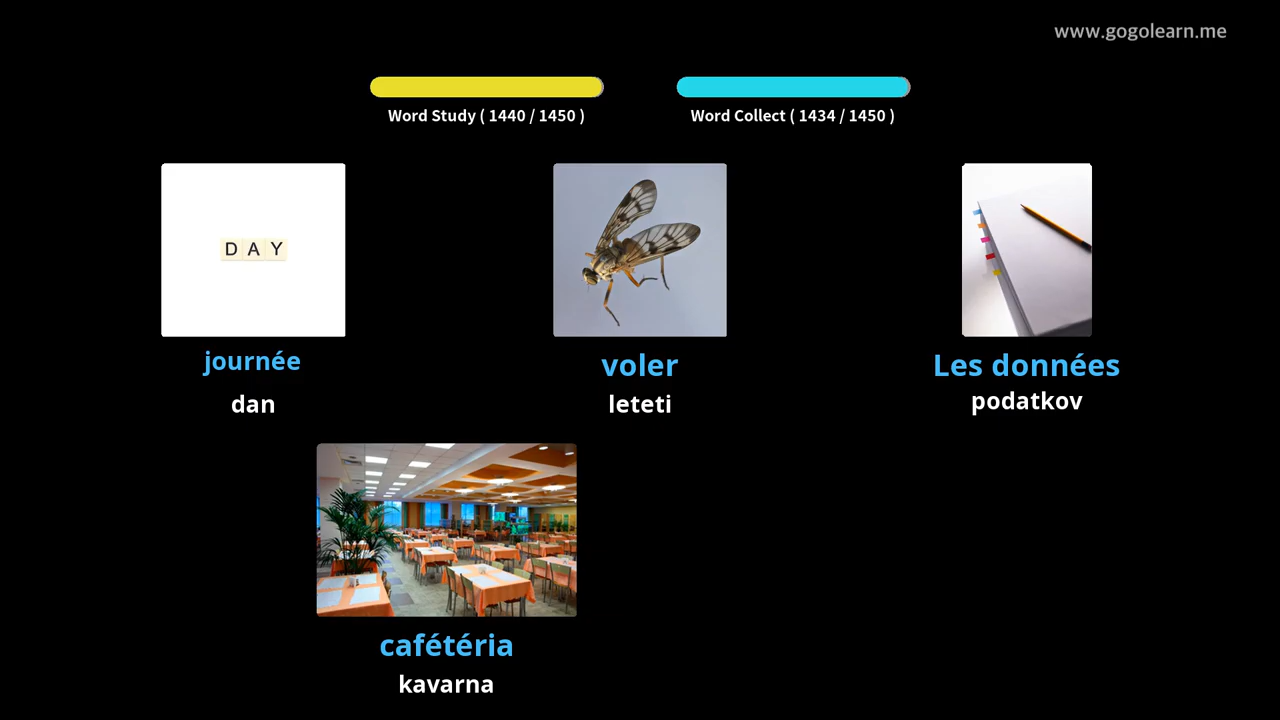 www.gogolearn.me
Word Study ( 1440 / 1450 )
Word Collect ( 1434 / 1450 )
DAY
journée
dan
voler
leteti
Les données
podatkov
cafétéria
kavarna